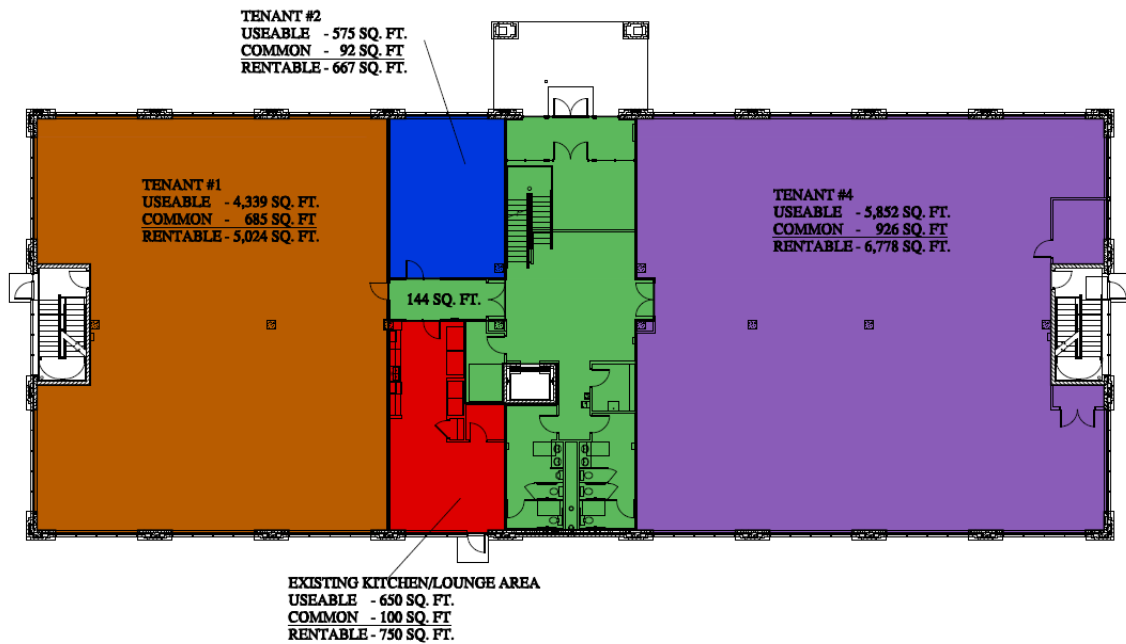 TENANT #2
USEABLE - 575 SQ. FT.
COMMON - 92 SQ. FT
RENTABLE - 667 SQ. FT.
TENANT #1
USEABLE - 4,339 SQ. FT.
COMMON - 685 SQ. FT
RENTABLE - 5,024 SQ. FT.
TENANT #4
USEABLE - 5,852 SQ. FT.
COMMON - 926 SQ. FT
RENTABLE - 6,778 SQ. FT.
144 SQ. FT.
EXISTING KITCHEN/LOUNGE AREA
USEABLE - 650 SQ. FT.
COMMON - 100 SQ. FT
RENTABLE - 750 SQ. FT.